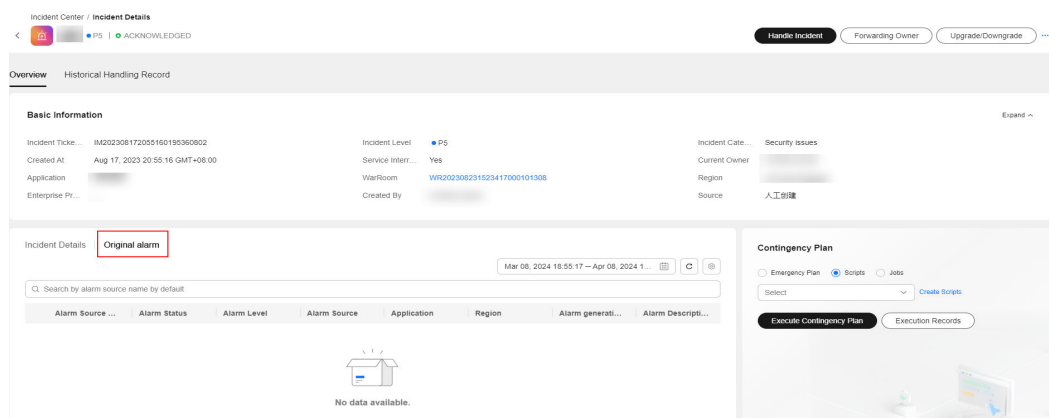 Incident Center / Incident Details
P5 | ACKNOWLEDGED
Handle Incident Forwarding Owner Upgrade/Downgrade ...
Overview Historical Handling Record
Basic Information Expand
Incident Ticke... IM20230817205516019536​0802 Incident Level P5 Incident Cate... Security issues
Created At Aug 17, 2023 20:55:16 GMT+08:00 Service Interr... Yes Current Owner
Application WarRoom WR20230823152341700010​1308 Region
Enterprise Pr... Created By Source 人工创建
Incident Details Original alarm
Mar 08, 2024 18:55:17 — Apr 08, 2024 1...
Search by alarm source name by default
Alarm Source ... Alarm Status Alarm Level Alarm Source Application Region Alarm generati... Alarm Descripti...
No data available.
Contingency Plan
Emergency Plan Scripts Jobs
Select Create Scripts
Execute Contingency Plan Execution Records